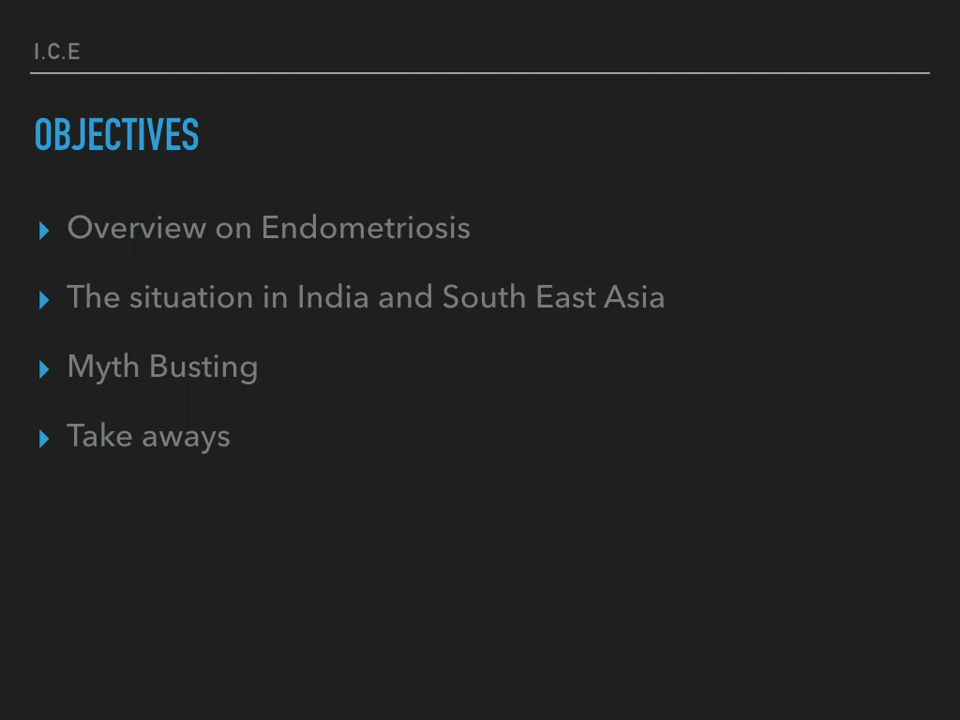 I.C.E
OBJECTIVES
Overview on Endometriosis
The situation in India and South East Asia
Myth Busting
Take aways